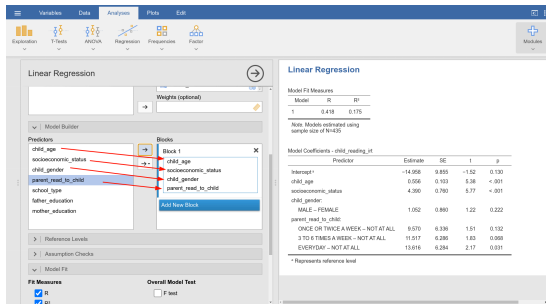 Variables Data Analyses Plots Edit
Exploration T-Tests ANOVA Regression Frequencies Factor Modules
Linear Regression
Weights (optional)
Model Builder
Predictors
Blocks
child_age
socioeconomic_status
child_gender
parent_read_to_child
school_type
father_education
mother_education
Block 1
child_age
socioeconomic_status
child_gender
parent_read_to_child
Add New Block
Reference Levels
Assumption Checks
Model Fit
Fit Measures
Overall Model Test
R
F test
Linear Regression
Model Fit Measures
Model R R²
1 0.418 0.175
Note. Models estimated using
sample size of N=435
Model Coefficients - child_reading_irt
Predictor Estimate SE t p
Interceptᵃ −14.956 9.855 −1.52 0.130
child_age 0.556 0.103 5.38 < .001
socioeconomic_status 4.390 0.760 5.77 < .001
child_gender:
MALE – FEMALE 1.052 0.860 1.22 0.222
parent_read_to_child:
ONCE OR TWICE A WEEK – NOT AT ALL 9.570 6.336 1.51 0.132
3 TO 6 TIMES A WEEK – NOT AT ALL 11.517 6.286 1.83 0.068
EVERYDAY – NOT AT ALL 13.616 6.284 2.17 0.031
ᵃ Represents reference level